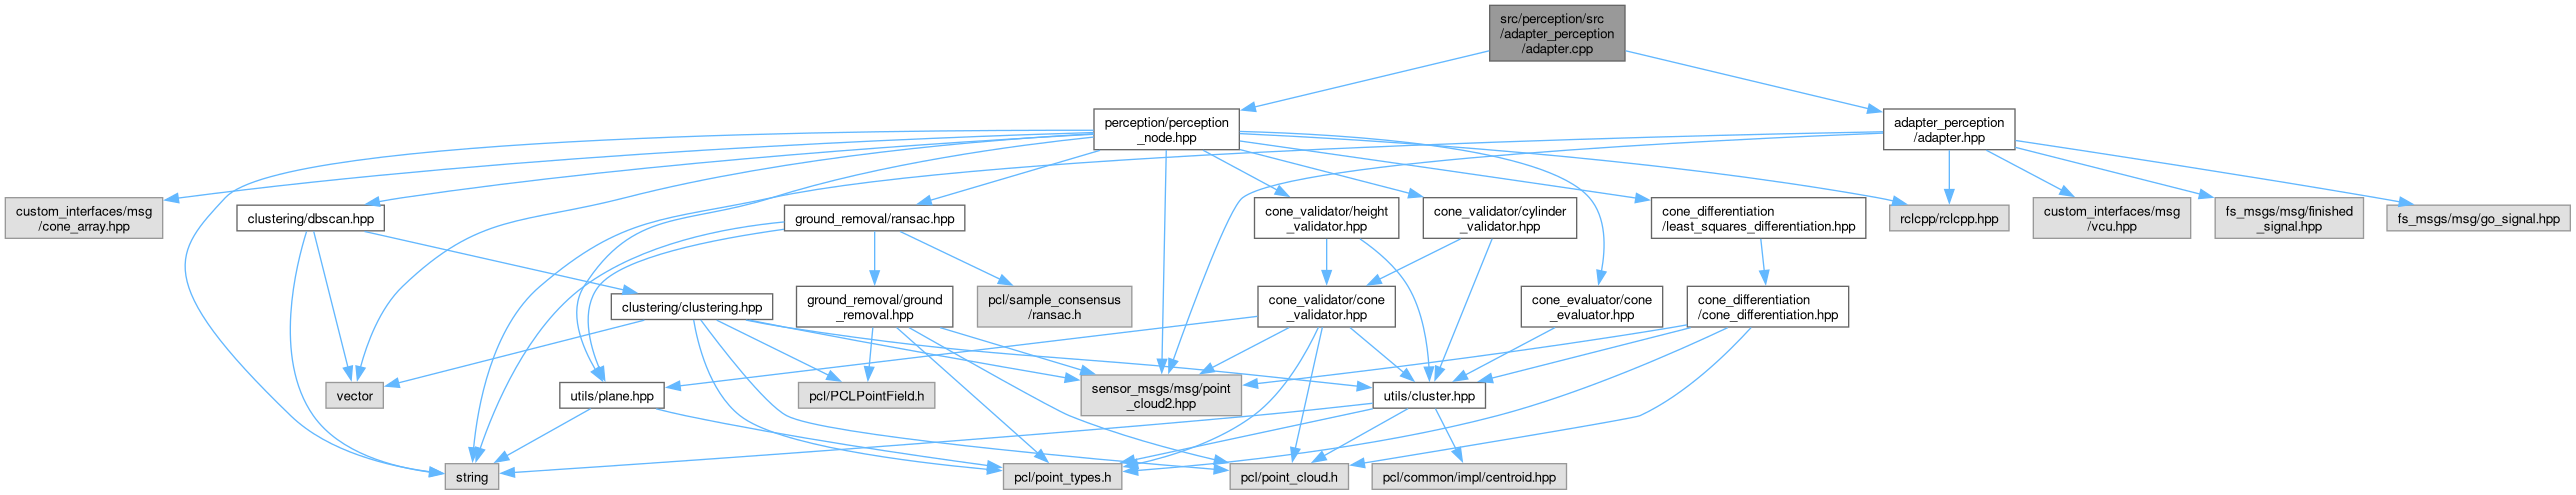 src/perception/src
/adapter_perception
/adapter.cpp
perception/perception
_node.hpp
adapter_perception
/adapter.hpp
custom_interfaces/msg
/cone_array.hpp
clustering/dbscan.hpp
ground_removal/ransac.hpp
cone_validator/height
_validator.hpp
cone_validator/cylinder
_validator.hpp
cone_differentiation
/least_squares_differentiation.hpp
rclcpp/rclcpp.hpp
custom_interfaces/msg
/vcu.hpp
fs_msgs/msg/finished
_signal.hpp
fs_msgs/msg/go_signal.hpp
clustering/clustering.hpp
ground_removal/ground
_removal.hpp
pcl/sample_consensus
/ransac.h
cone_validator/cone
_validator.hpp
cone_evaluator/cone
_evaluator.hpp
cone_differentiation
/cone_differentiation.hpp
vector
utils/plane.hpp
pcl/PCLPointField.h
sensor_msgs/msg/point
_cloud2.hpp
utils/cluster.hpp
string
pcl/point_types.h
pcl/point_cloud.h
pcl/common/impl/centroid.hpp